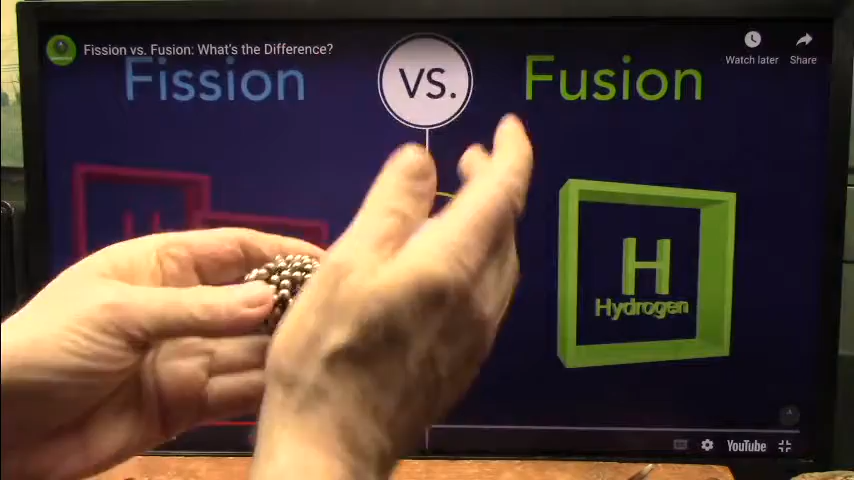 Fission vs. Fusion: What's the Difference?
Watch later
Share
Fission
VS.
Fusion
H
H
Hydrogen
YouTube